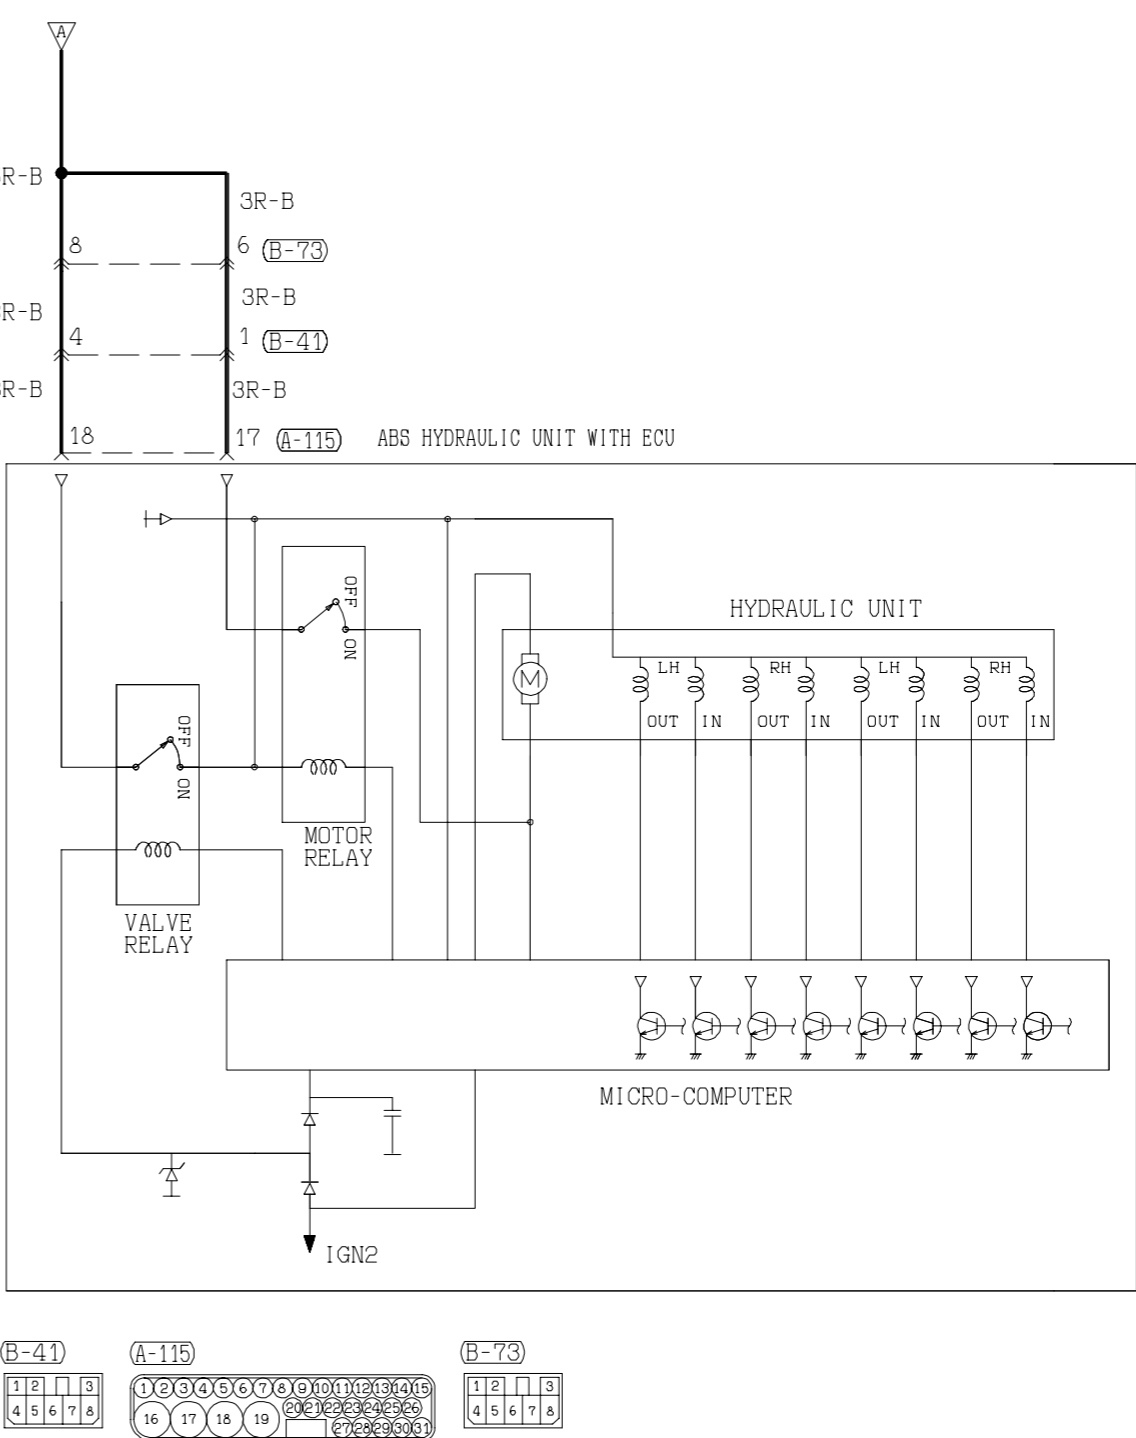 A
R-B
3R-B
8
6 (B-73)
R-B
3R-B
4
1 (B-41)
R-B
3R-B
18
17 (A-115) ABS HYDRAULIC UNIT WITH ECU
OFF
ON
HYDRAULIC UNIT
M
LH RH LH RH
OUT IN OUT IN OUT IN OUT IN
OFF
ON
MOTOR
RELAY
VALVE
RELAY
MICRO-COMPUTER
IGN2
(B-41)
1 2 3
4 5 6 7 8
(A-115)
1 2 3 4 5 6 7 8 9 10 11 12 13 14 15
16 17 18 19 20 21 22 23 24 25 26
27 28 29 30 31
(B-73)
1 2 3
4 5 6 7 8